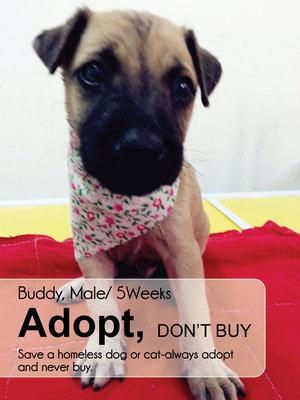 Buddy, Male/ 5Weeks
Adopt, DON'T BUY
Save a homeless dog or cat-always adopt
and never buy.